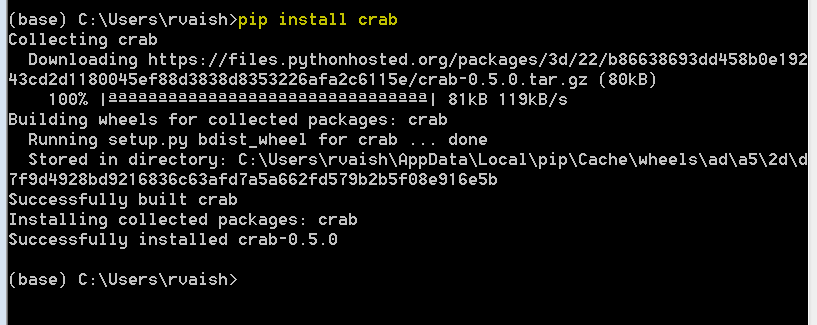 (base) C:\Users\rvaish>pip install crab
Collecting crab
  Downloading https://files.pythonhosted.org/packages/3d/22/b86638693dd458b0e192
43cd2d1180045ef88d3838d8353226afa2c6115e/crab-0.5.0.tar.gz (80kB)
    100% |ªªªªªªªªªªªªªªªªªªªªªªªªªªªªªªªª| 81kB 119kB/s
Building wheels for collected packages: crab
  Running setup.py bdist_wheel for crab ... done
  Stored in directory: C:\Users\rvaish\AppData\Local\pip\Cache\wheels\ad\a5\2d\d
7f9d4928bd9216836c63afd7a5a662fd579b2b5f08e916e5b
Successfully built crab
Installing collected packages: crab
Successfully installed crab-0.5.0
(base) C:\Users\rvaish>